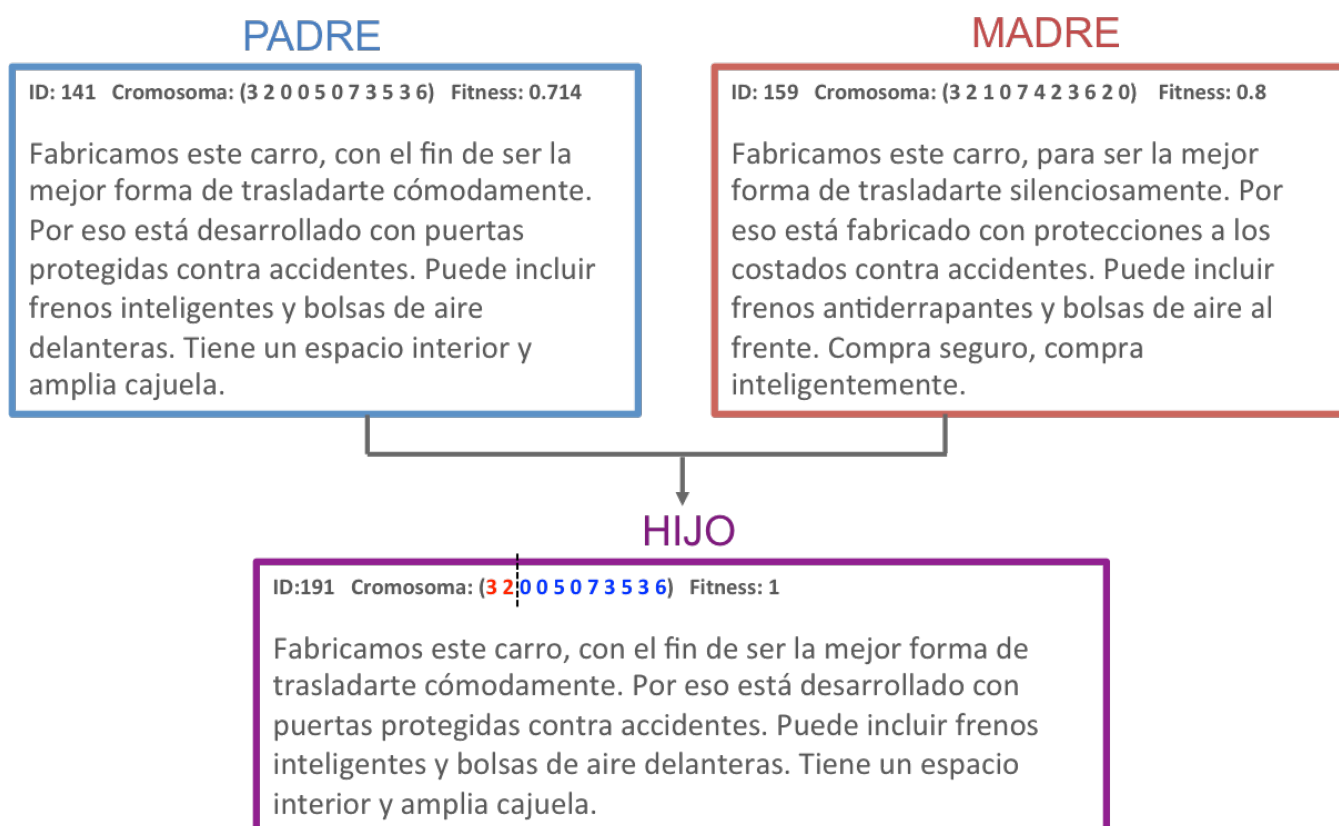 PADRE
ID: 141 Cromosoma: (3 2 0 0 5 0 7 3 5 3 6) Fitness: 0.714
Fabricamos este carro, con el fin de ser la
mejor forma de trasladarte cómodamente.
Por eso está desarrollado con puertas
protegidas contra accidentes. Puede incluir
frenos inteligentes y bolsas de aire
delanteras. Tiene un espacio interior y
amplia cajuela.
MADRE
ID: 159 Cromosoma: (3 2 1 0 7 4 2 3 6 2 0) Fitness: 0.8
Fabricamos este carro, para ser la mejor
forma de trasladarte silenciosamente. Por
eso está fabricado con protecciones a los
costados contra accidentes. Puede incluir
frenos antiderrapantes y bolsas de aire al
frente. Compra seguro, compra
inteligentemente.
HIJO
ID:191 Cromosoma: (3 2 0 0 5 0 7 3 5 3 6) Fitness: 1
Fabricamos este carro, con el fin de ser la mejor forma de
trasladarte cómodamente. Por eso está desarrollado con
puertas protegidas contra accidentes. Puede incluir frenos
inteligentes y bolsas de aire delanteras. Tiene un espacio
interior y amplia cajuela.